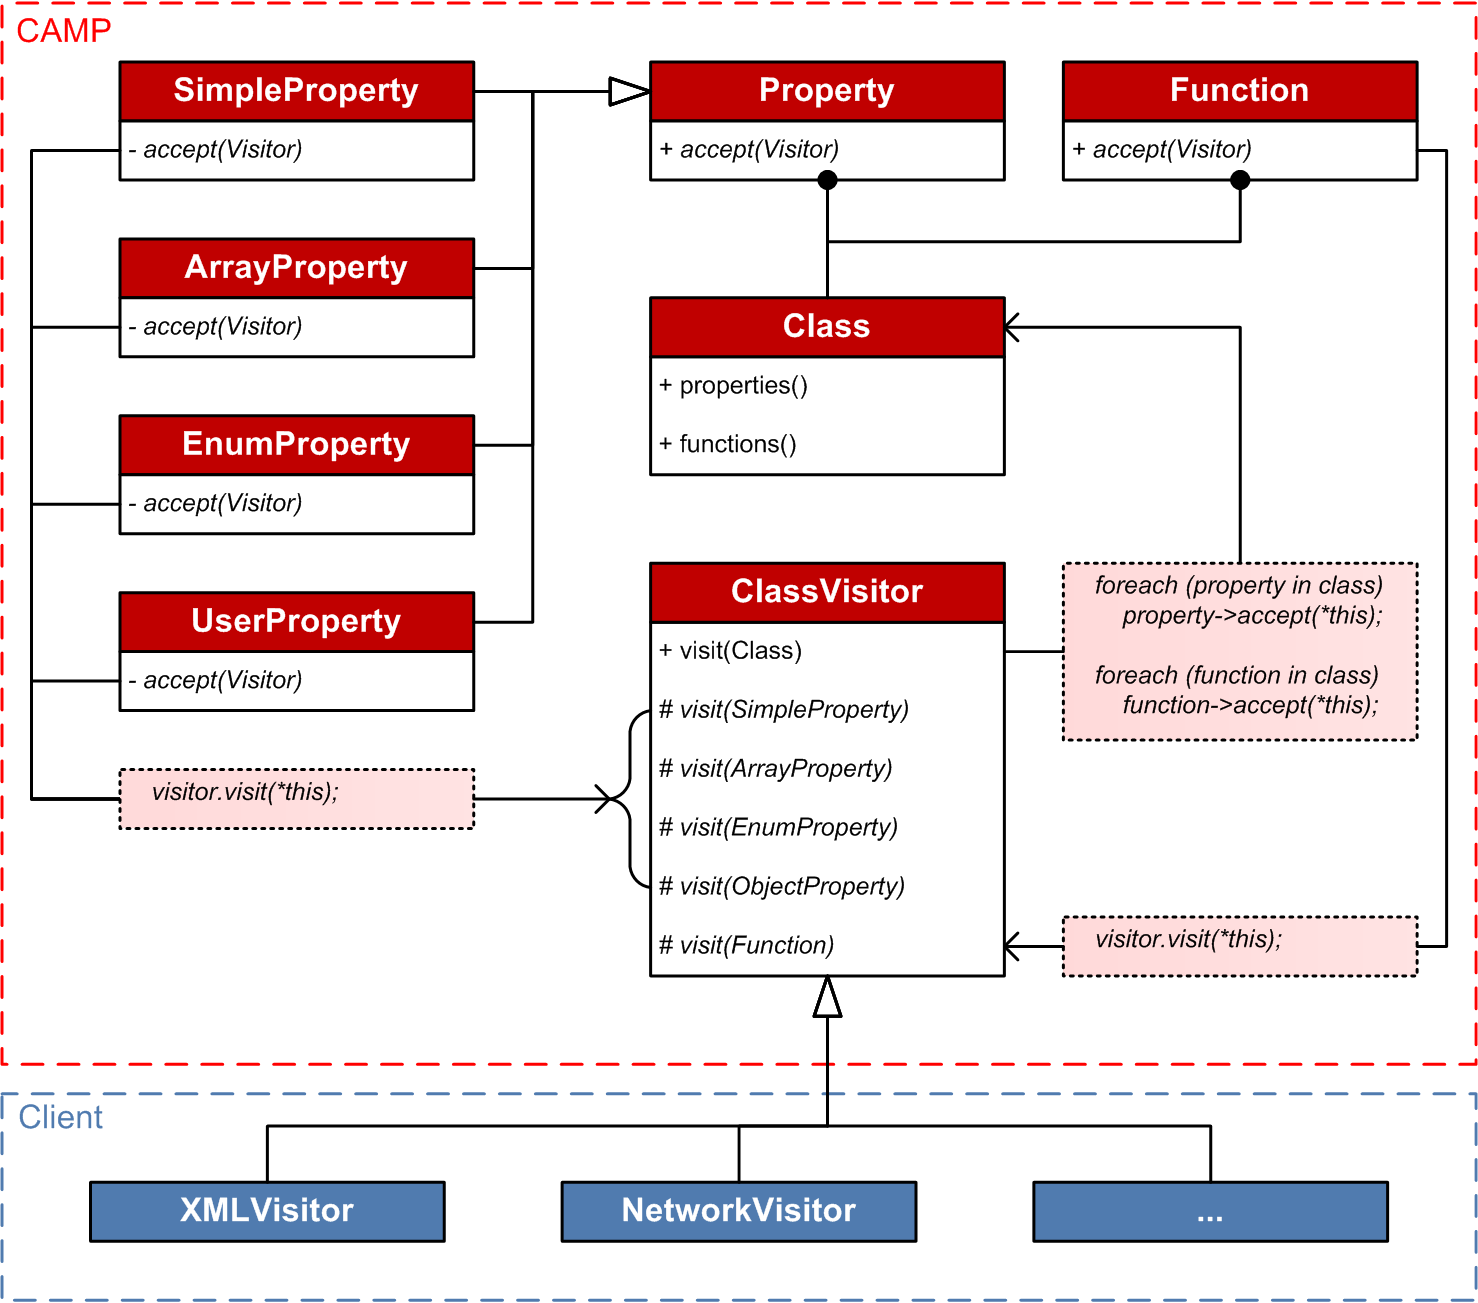 CAMP
SimpleProperty
- accept(Visitor)
Property
+ accept(Visitor)
Function
+ accept(Visitor)
ArrayProperty
- accept(Visitor)
Class
+ properties()
+ functions()
EnumProperty
- accept(Visitor)
UserProperty
- accept(Visitor)
visitor.visit(*this);
ClassVisitor
+ visit(Class)
# visit(SimpleProperty)
# visit(ArrayProperty)
# visit(EnumProperty)
# visit(ObjectProperty)
# visit(Function)
foreach (property in class)
property->accept(*this);
foreach (function in class)
function->accept(*this);
visitor.visit(*this);
Client
XMLVisitor
NetworkVisitor
...